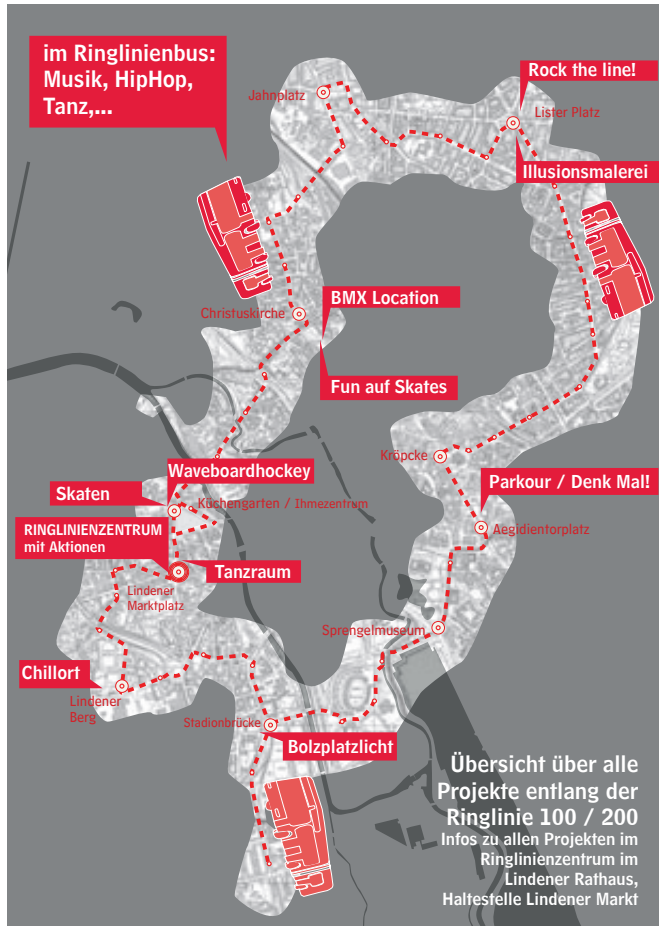 im Ringlinienbus:
Musik, HipHop,
Tanz,...
Rock the line!
Jahnplatz
Lister Platz
Illusionsmalerei
BMX Location
Christuskirche
Fun auf Skates
Kröpcke
Waveboardhockey
Parkour / Denk Mal!
Skaten
Küchengarten / Ihmezentrum
Aegidientorplatz
RINGLINIENZENTRUM
mit Aktionen
Tanzraum
Lindener
Marktplatz
Sprengelmuseum
Chillort
Lindener
Berg
Stadionbrücke
Bolzplatzlicht
Übersicht über alle
Projekte entlang der
Ringlinie 100 / 200
Infos zu allen Projekten im
Ringlinienzentrum im
Lindener Rathaus,
Haltestelle Lindener Markt